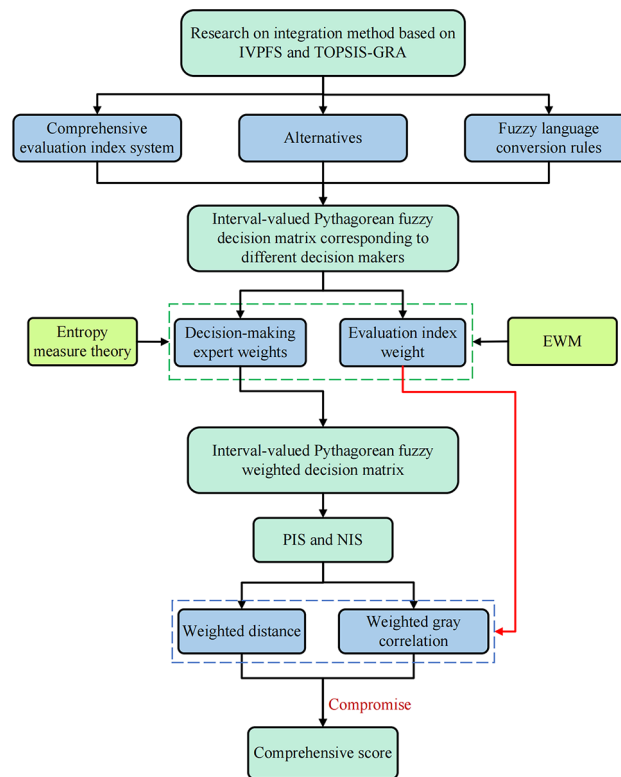 Research on integration method based on
IVPFS and TOPSIS-GRA
Comprehensive
evaluation index system
Alternatives
Fuzzy language
conversion rules
Interval-valued Pythagorean fuzzy
decision matrix corresponding to
different decision makers
Entropy
measure theory
Decision-making
expert weights
Evaluation index
weight
EWM
Interval-valued Pythagorean fuzzy
weighted decision matrix
PIS and NIS
Weighted distance
Weighted gray
correlation
Compromise
Comprehensive score